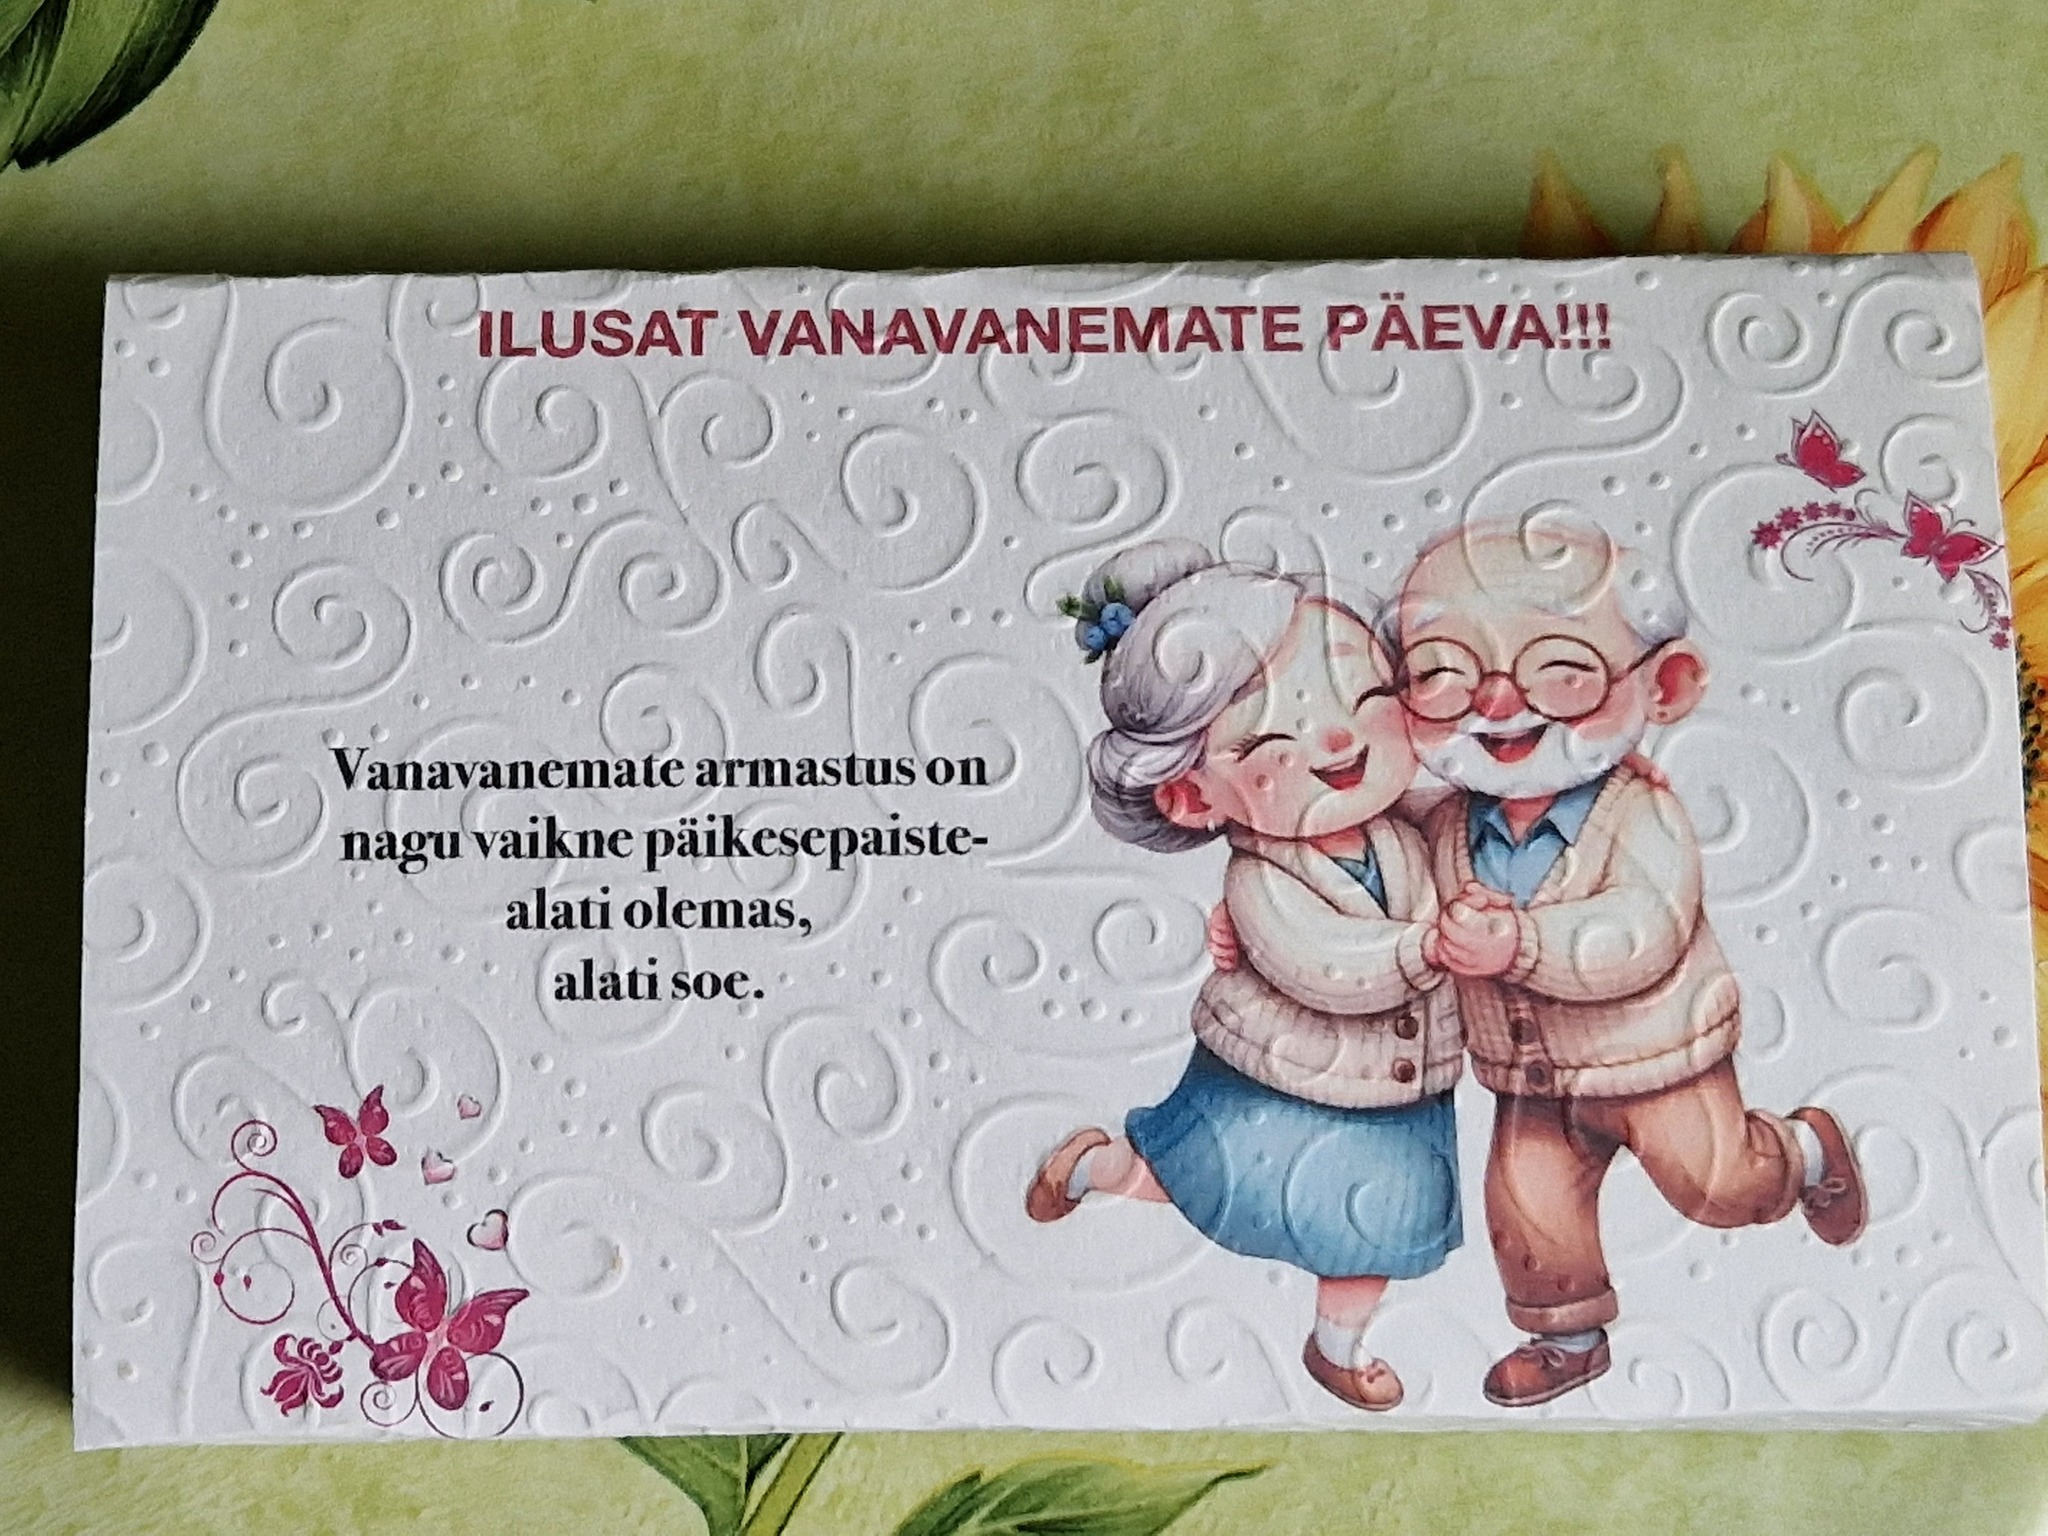 ILUSAT VANAVANEMATE PÄEVA!!!
Vanavanemate armastus on
nagu vaikne päikesepaiste-
alati olemas,
alati soe.